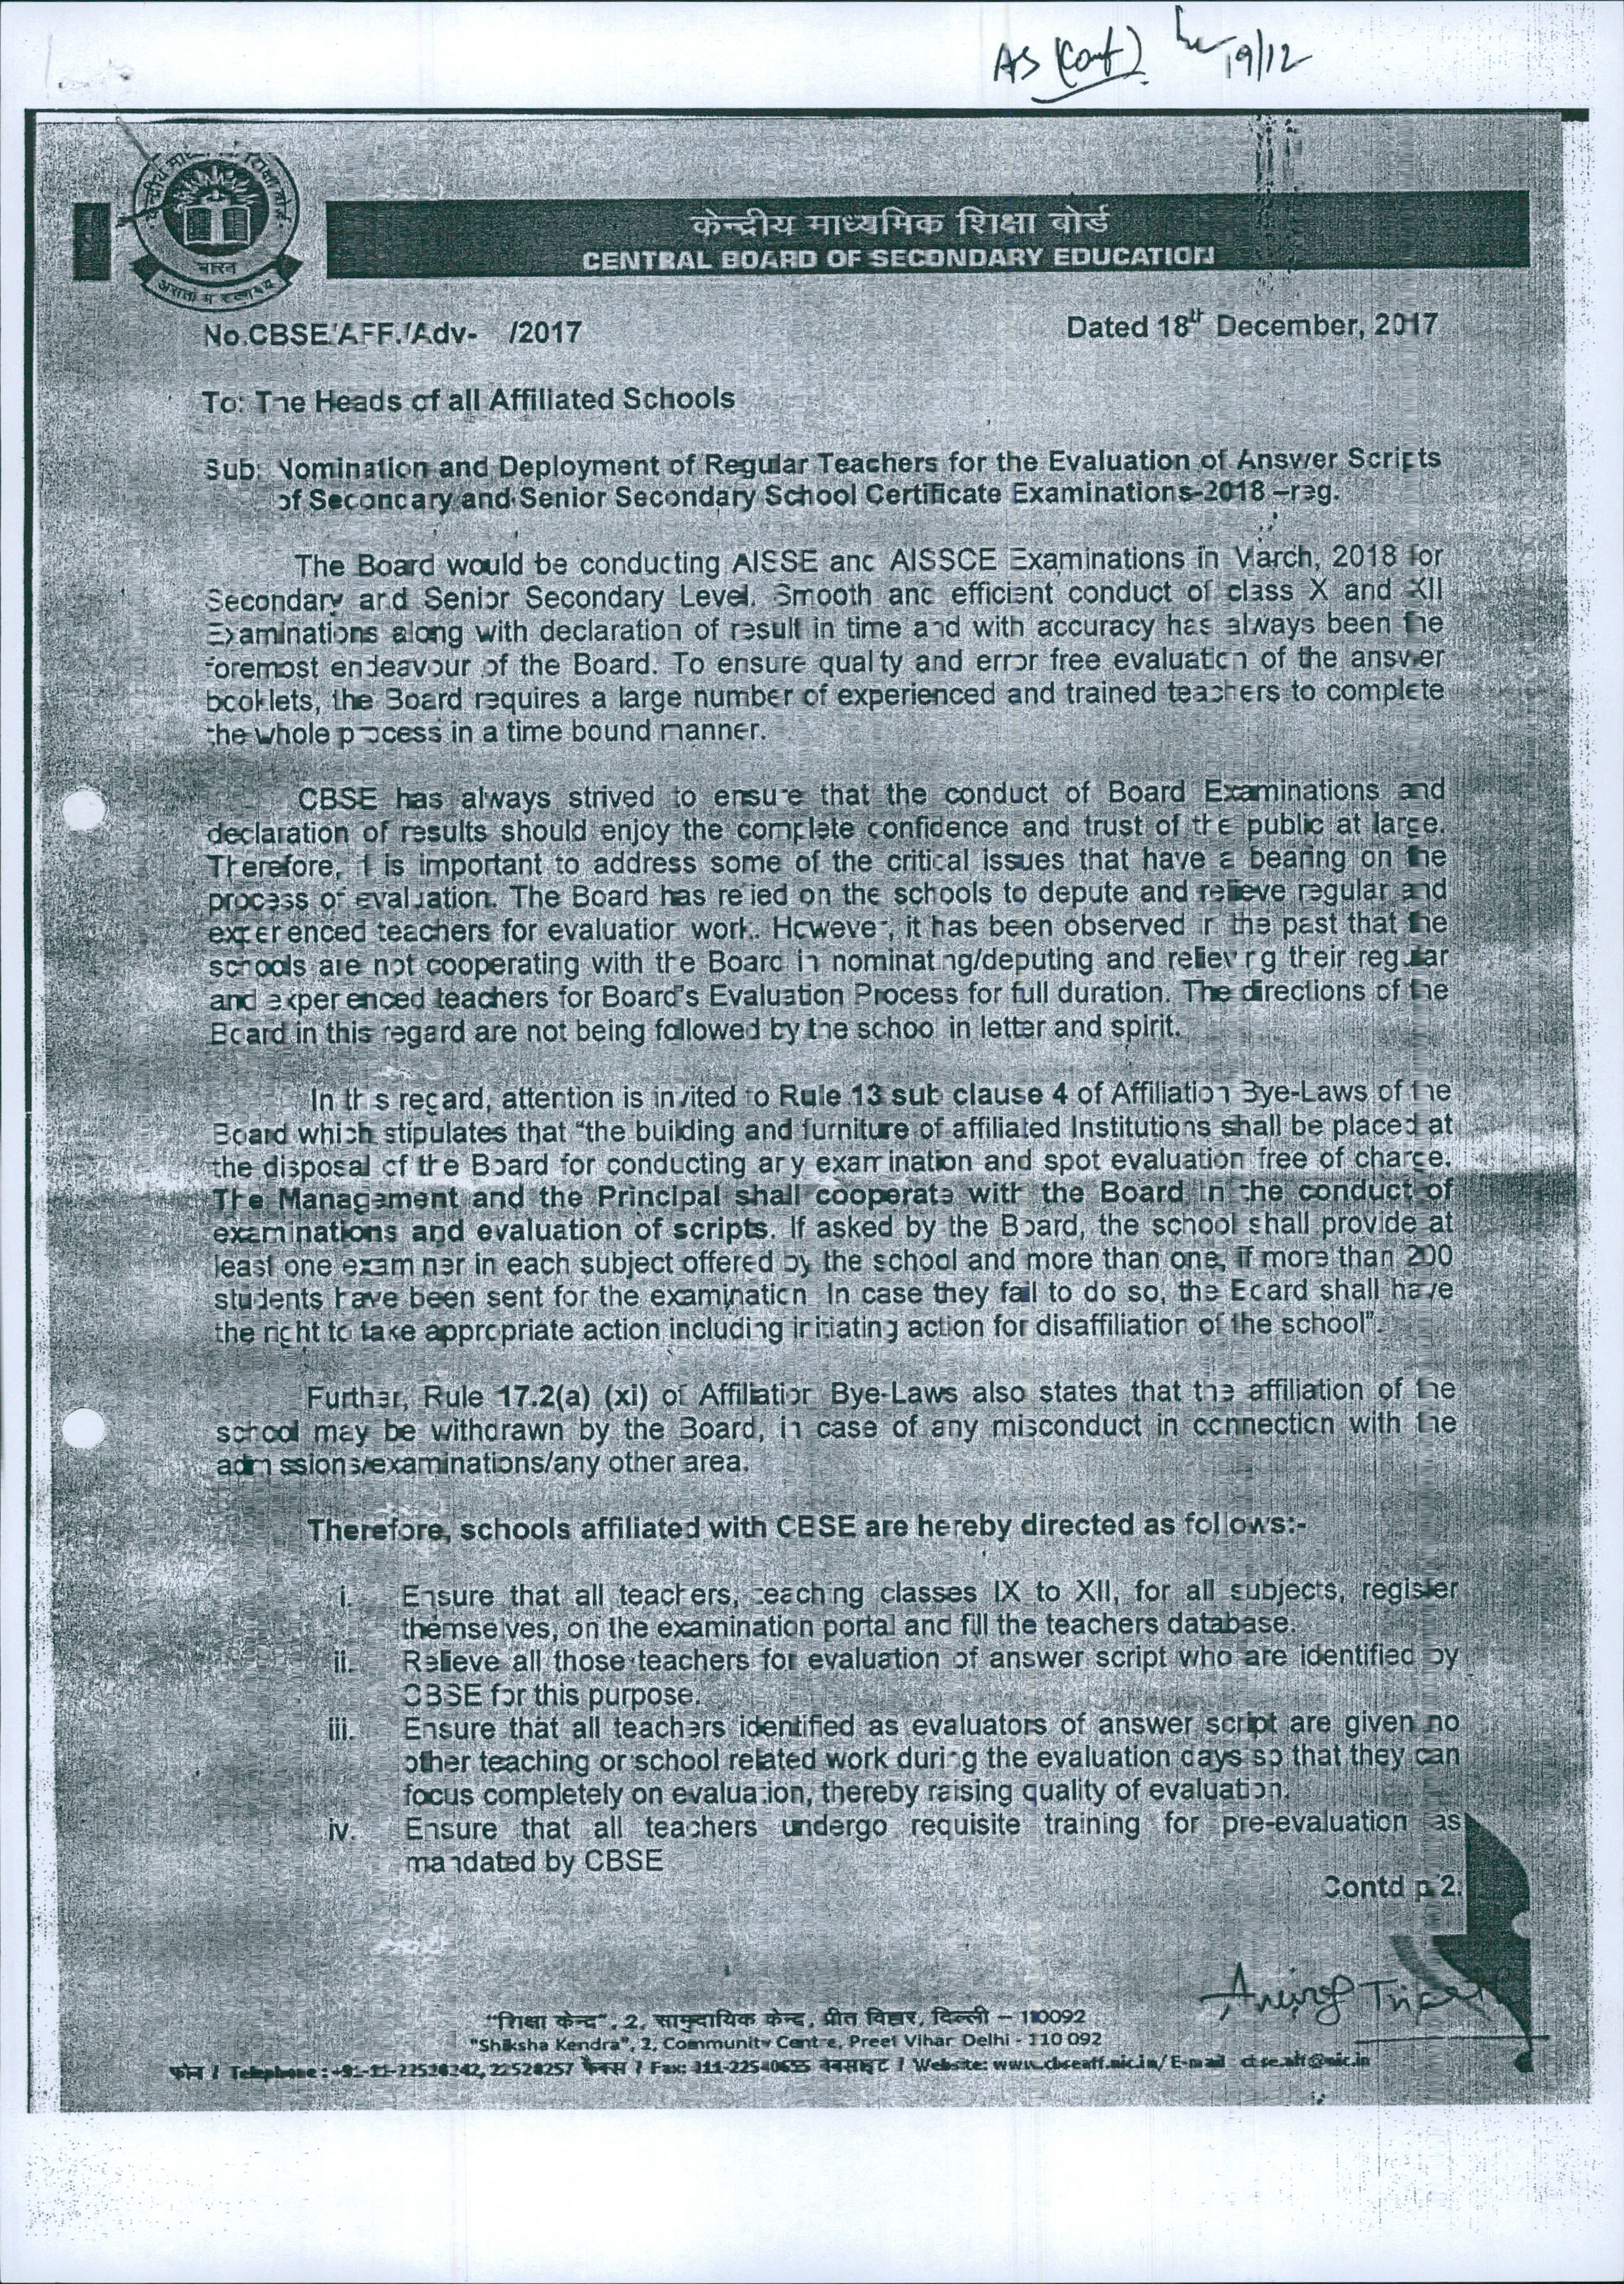 AS (Conf) 19/12
केन्द्रीय माध्यमिक शिक्षा बोर्ड
भारत
CENTRAL BOARD OF SECONDARY EDUCATION
No.CBSE/AFF./Adv- /2017 Dated 18th December, 2017
To: The Heads of all Affiliated Schools
Sub: Nomination and Deployment of Regular Teachers for the Evaluation of Answer Scripts
of Secondary and Senior Secondary School Certificate Examinations-2018 –reg.
The Board would be conducting AISSE and AISSCE Examinations in March, 2018 for
Secondary and Senior Secondary Level. Smooth and efficient conduct of class X and XII
Examinations along with declaration of result in time and with accuracy has always been the
foremost endeavour of the Board. To ensure quality and error free evaluation of the answer
booklets, the Board requires a large number of experienced and trained teachers to complete
the whole process in a time bound manner.
CBSE has always strived to ensure that the conduct of Board Examinations and
declaration of results should enjoy the complete confidence and trust of the public at large.
Therefore, it is important to address some of the critical issues that have a bearing on the
process of evaluation. The Board has relied on the schools to depute and relieve regular and
experienced teachers for evaluation work. However, it has been observed in the past that the
schools are not cooperating with the Board in nominating/deputing and relieving their regular
and experienced teachers for Board's Evaluation Process for full duration. The directions of the
Board in this regard are not being followed by the school in letter and spirit.
In this regard, attention is invited to Rule 13 sub clause 4 of Affiliation Bye-Laws of the
Board which stipulates that “the building and furniture of affiliated Institutions shall be placed at
the disposal of the Board for conducting any examination and spot evaluation free of charge.
The Management and the Principal shall cooperate with the Board in the conduct of
examinations and evaluation of scripts. If asked by the Board, the school shall provide at
least one examiner in each subject offered by the school and more than one, if more than 200
students have been sent for the examination In case they fail to do so, the Board shall have
the right to take appropriate action including initiating action for disaffiliation of the school”.
Further, Rule 17.2(a) (xi) of Affiliation Bye-Laws also states that the affiliation of the
school may be withdrawn by the Board, in case of any misconduct in connection with the
admissions/examinations/any other area.
Therefore, schools affiliated with CBSE are hereby directed as follows:-
i. Ensure that all teachers, teaching classes IX to XII, for all subjects, register
themselves, on the examination portal and fill the teachers database.
ii. Relieve all those teachers for evaluation of answer script who are identified by
CBSE for this purpose.
iii. Ensure that all teachers identified as evaluators of answer script are given no
other teaching or school related work during the evaluation days so that they can
focus completely on evaluation, thereby raising quality of evaluation.
iv. Ensure that all teachers undergo requisite training for pre-evaluation as
mandated by CBSE
Contd p 2.
"शिक्षा केन्द्र", 2, सामुदायिक केन्द्र, प्रीत विहार, दिल्ली – 110092
"Shiksha Kendra", 2, Community Centre, Preet Vihar Delhi - 110 092
फोन / Telephone : +91-11-22528242, 22528257 फैक्स / Fax: 011-22540655 वेबसाइट / Website: www.cbseaff.nic.in/ E-mail cbse.aff@nic.in